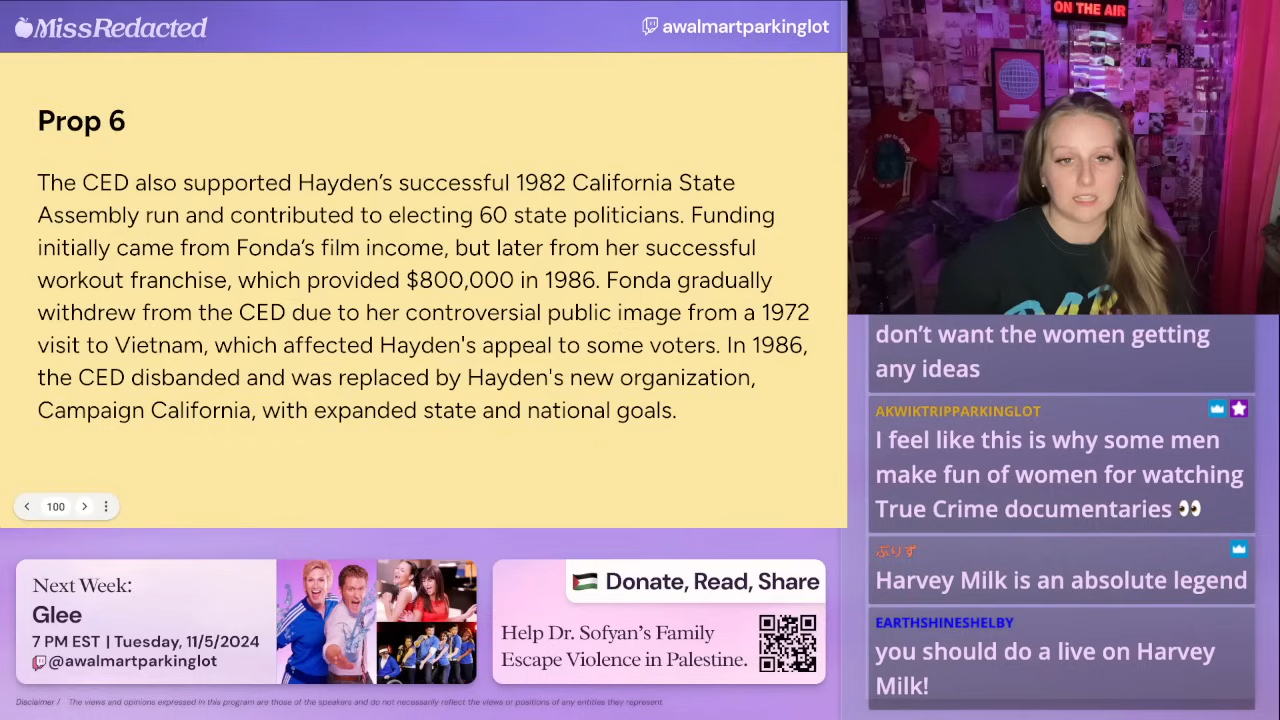 MissRedacted
awalmartparkinglot
ON THE AIR
Prop 6
The CED also supported Hayden’s successful 1982 California State
Assembly run and contributed to electing 60 state politicians. Funding
initially came from Fonda’s film income, but later from her successful
workout franchise, which provided $800,000 in 1986. Fonda gradually
withdrew from the CED due to her controversial public image from a 1972
visit to Vietnam, which affected Hayden's appeal to some voters. In 1986,
the CED disbanded and was replaced by Hayden's new organization,
Campaign California, with expanded state and national goals.
100
don’t want the women getting
any ideas
AKWIKTRIPPARKINGLOT
I feel like this is why some men
make fun of women for watching
True Crime documentaries 👀
ぷりず
Harvey Milk is an absolute legend
EARTHSHINESHELBY
you should do a live on Harvey
Milk!
Next Week:
Glee
7 PM EST | Tuesday, 11/5/2024
@awalmartparkinglot
🇵🇸 Donate, Read, Share
Help Dr. Sofyan’s Family
Escape Violence in Palestine.
Disclaimer / The views and opinions expressed in this program are those of the speakers and do not necessarily reflect the views or positions of any entities they represent